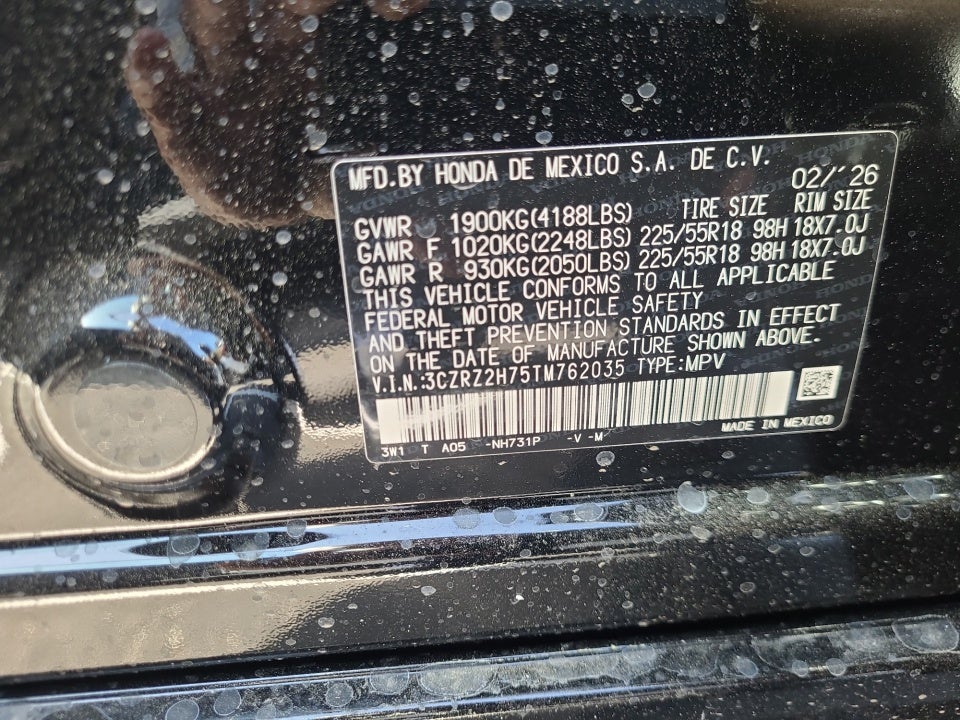 MFD.BY HONDA DE MEXICO S.A. DE C.V.
02/'26
GVWR 1900KG(4188LBS) TIRE SIZE RIM SIZE
GAWR F 1020KG(2248LBS) 225/55R18 98H 18X7.0J
GAWR R 930KG(2050LBS) 225/55R18 98H 18X7.0J
THIS VEHICLE CONFORMS TO ALL APPLICABLE
FEDERAL MOTOR VEHICLE SAFETY
AND THEFT PREVENTION STANDARDS IN EFFECT
ON THE DATE OF MANUFACTURE SHOWN ABOVE.
V.I.N.:3CZRZ2H75TM762035 TYPE:MPV
MADE IN MEXICO
3W1 T A05 -NH731P -V -M